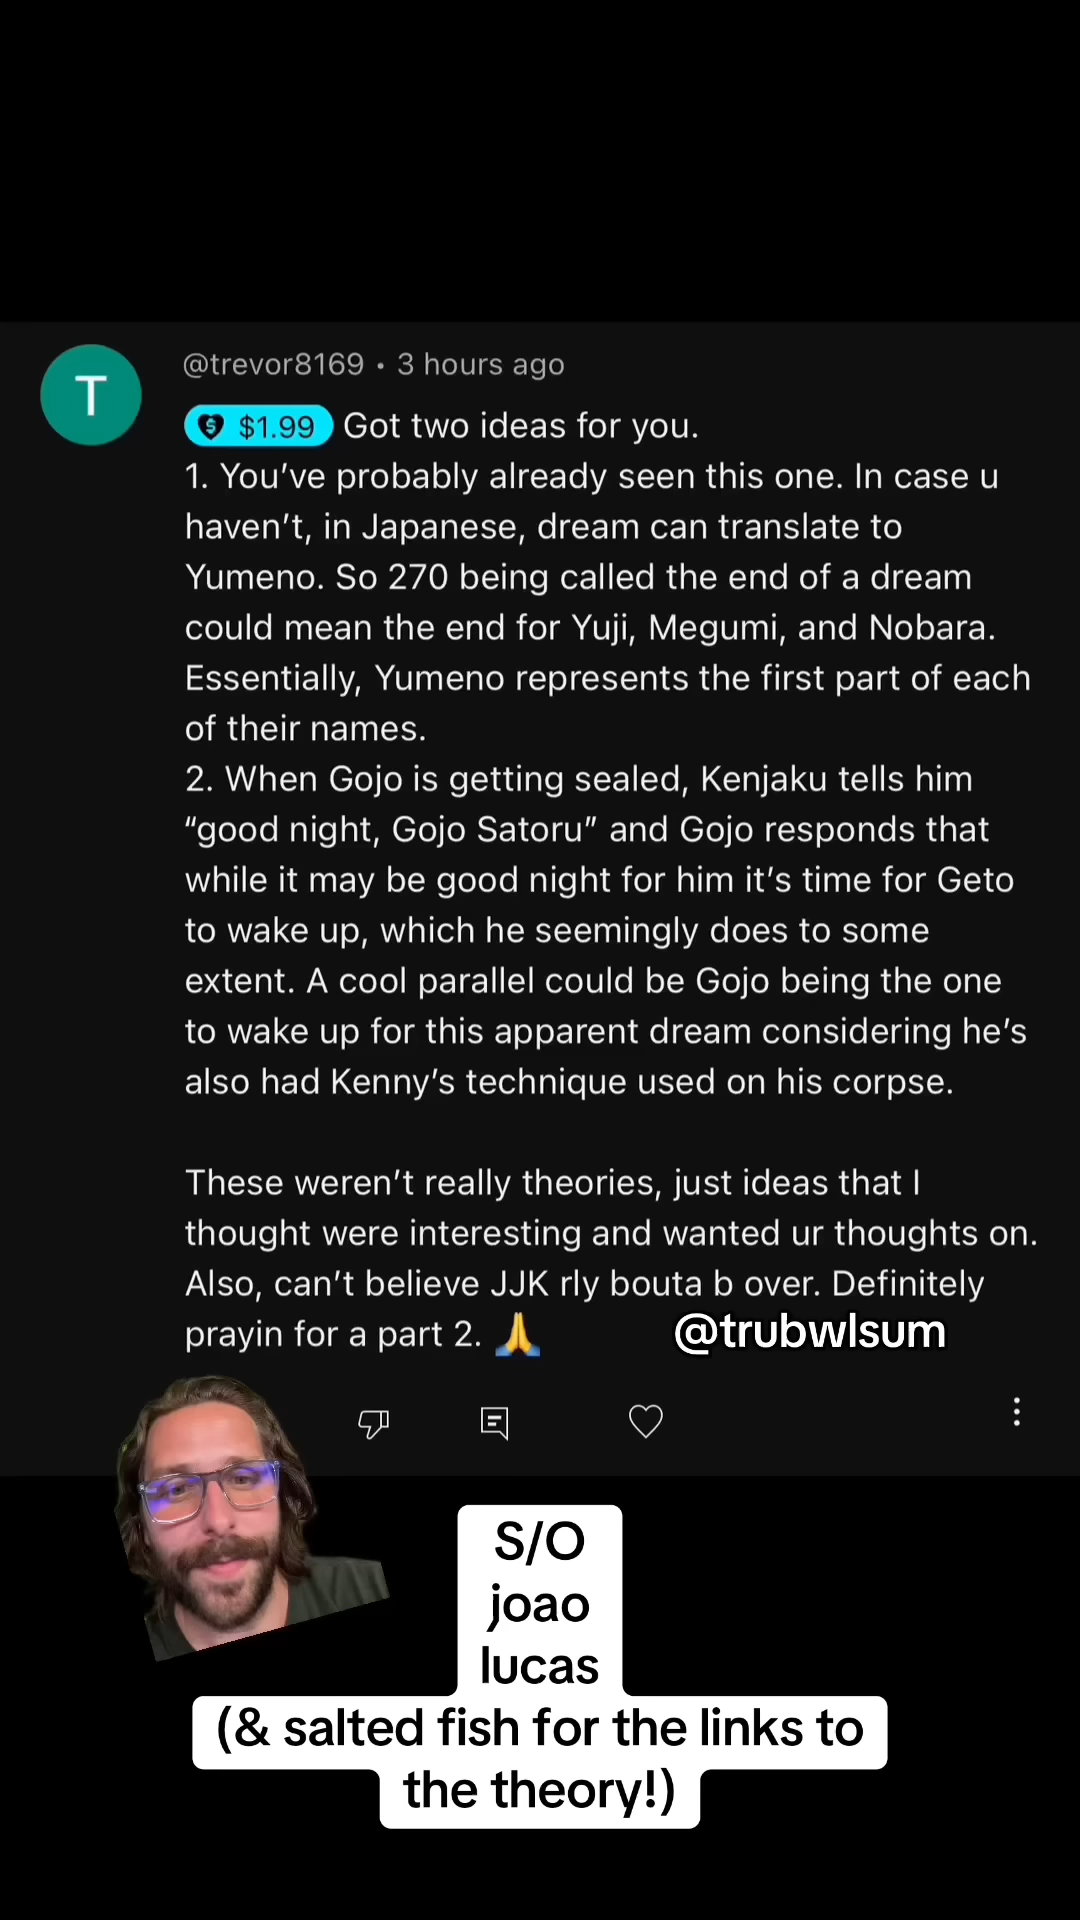 T
@trevor8169 • 3 hours ago
$1.99 Got two ideas for you.
1. You’ve probably already seen this one. In case u
haven’t, in Japanese, dream can translate to
Yumeno. So 270 being called the end of a dream
could mean the end for Yuji, Megumi, and Nobara.
Essentially, Yumeno represents the first part of each
of their names.
2. When Gojo is getting sealed, Kenjaku tells him
“good night, Gojo Satoru” and Gojo responds that
while it may be good night for him it’s time for Geto
to wake up, which he seemingly does to some
extent. A cool parallel could be Gojo being the one
to wake up for this apparent dream considering he’s
also had Kenny’s technique used on his corpse.
These weren’t really theories, just ideas that I
thought were interesting and wanted ur thoughts on.
Also, can’t believe JJK rly bouta b over. Definitely
prayin for a part 2. 🙏
@trubwlsum
S/O
joao
lucas
(& salted fish for the links to
the theory!)